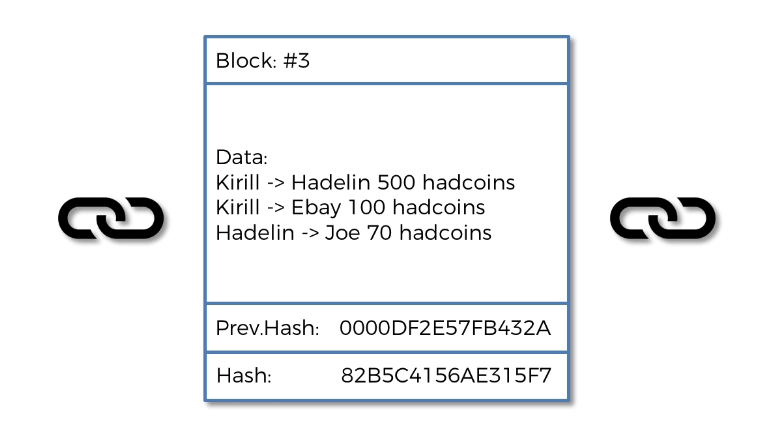 Block: #3
Data:
Kirill -> Hadelin 500 hadcoins
Kirill -> Ebay 100 hadcoins
Hadelin -> Joe 70 hadcoins
Prev.Hash: 0000DF2E57FB432A
Hash: 82B5C4156AE315F7